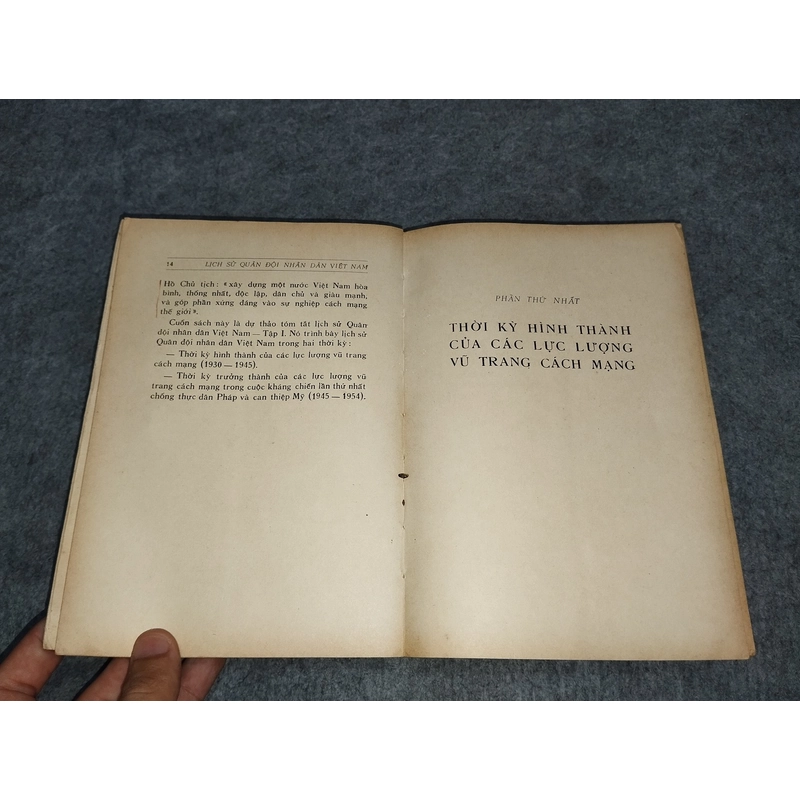 14 LỊCH SỬ QUÂN ĐỘI NHÂN DÂN VIỆT NAM
Hồ Chủ tịch: «xây dựng một nước Việt Nam hòa
bình, thống nhất, độc lập, dân chủ và giàu mạnh,
và góp phần xứng đáng vào sự nghiệp cách mạng
thế giới».
Cuốn sách này là dự thảo tóm tắt lịch sử Quân
đội nhân dân Việt Nam — Tập I. Nó trình bày lịch sử
Quân đội nhân dân Việt Nam trong hai thời kỳ:
— Thời kỳ hình thành của các lực lượng vũ trang
cách mạng (1930 — 1945).
— Thời kỳ trưởng thành của các lực lượng vũ
trang cách mạng trong cuộc kháng chiến lần thứ nhất
chống thực dân Pháp và can thiệp Mỹ (1945 — 1954).
PHẦN THỨ NHẤT
THỜI KỲ HÌNH THÀNH
CỦA CÁC LỰC LƯỢNG
VŨ TRANG CÁCH MẠNG